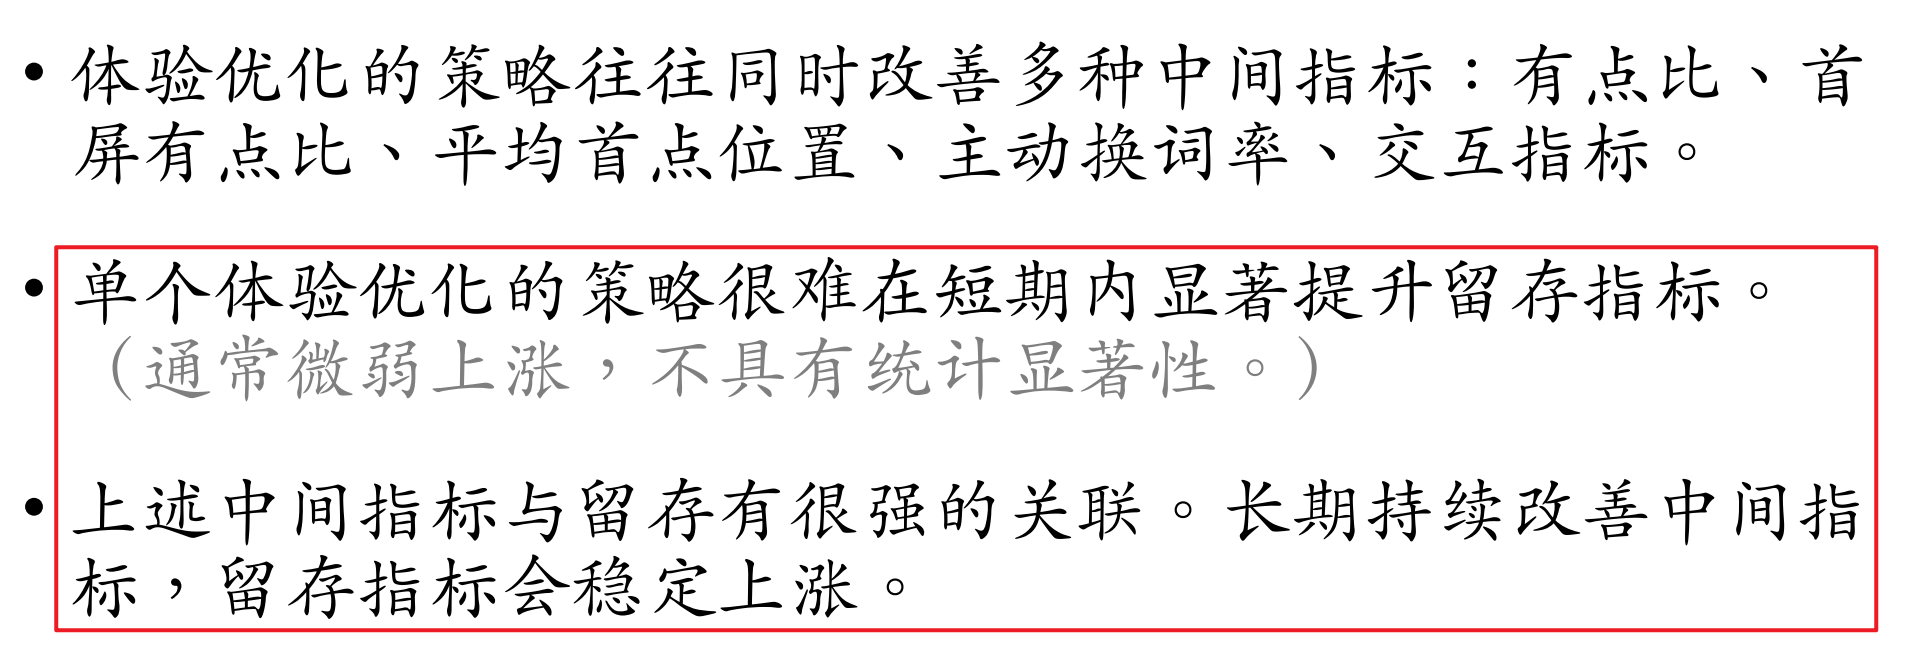 • 体验优化的策略往往同时改善多种中间指标：有点比、首
屏有点比、平均首点位置、主动换词率、交互指标。
• 单个体验优化的策略很难在短期内显著提升留存指标。
（通常微弱上涨，不具有统计显著性。）
• 上述中间指标与留存有很强的关联。长期持续改善中间指
标，留存指标会稳定上涨。